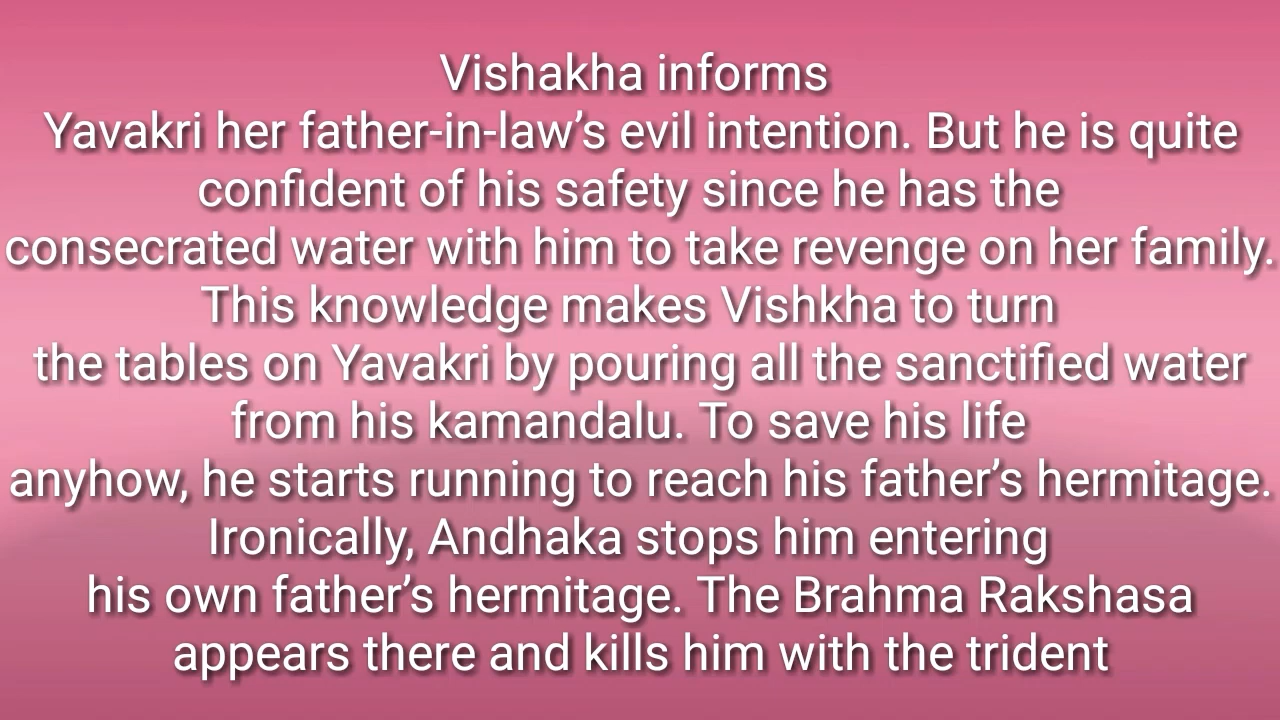 Vishakha informs
Yavakri her father-in-law’s evil intention. But he is quite
confident of his safety since he has the
consecrated water with him to take revenge on her family.
This knowledge makes Vishkha to turn
the tables on Yavakri by pouring all the sanctified water
from his kamandalu. To save his life
anyhow, he starts running to reach his father’s hermitage.
Ironically, Andhaka stops him entering
his own father’s hermitage. The Brahma Rakshasa
appears there and kills him with the trident